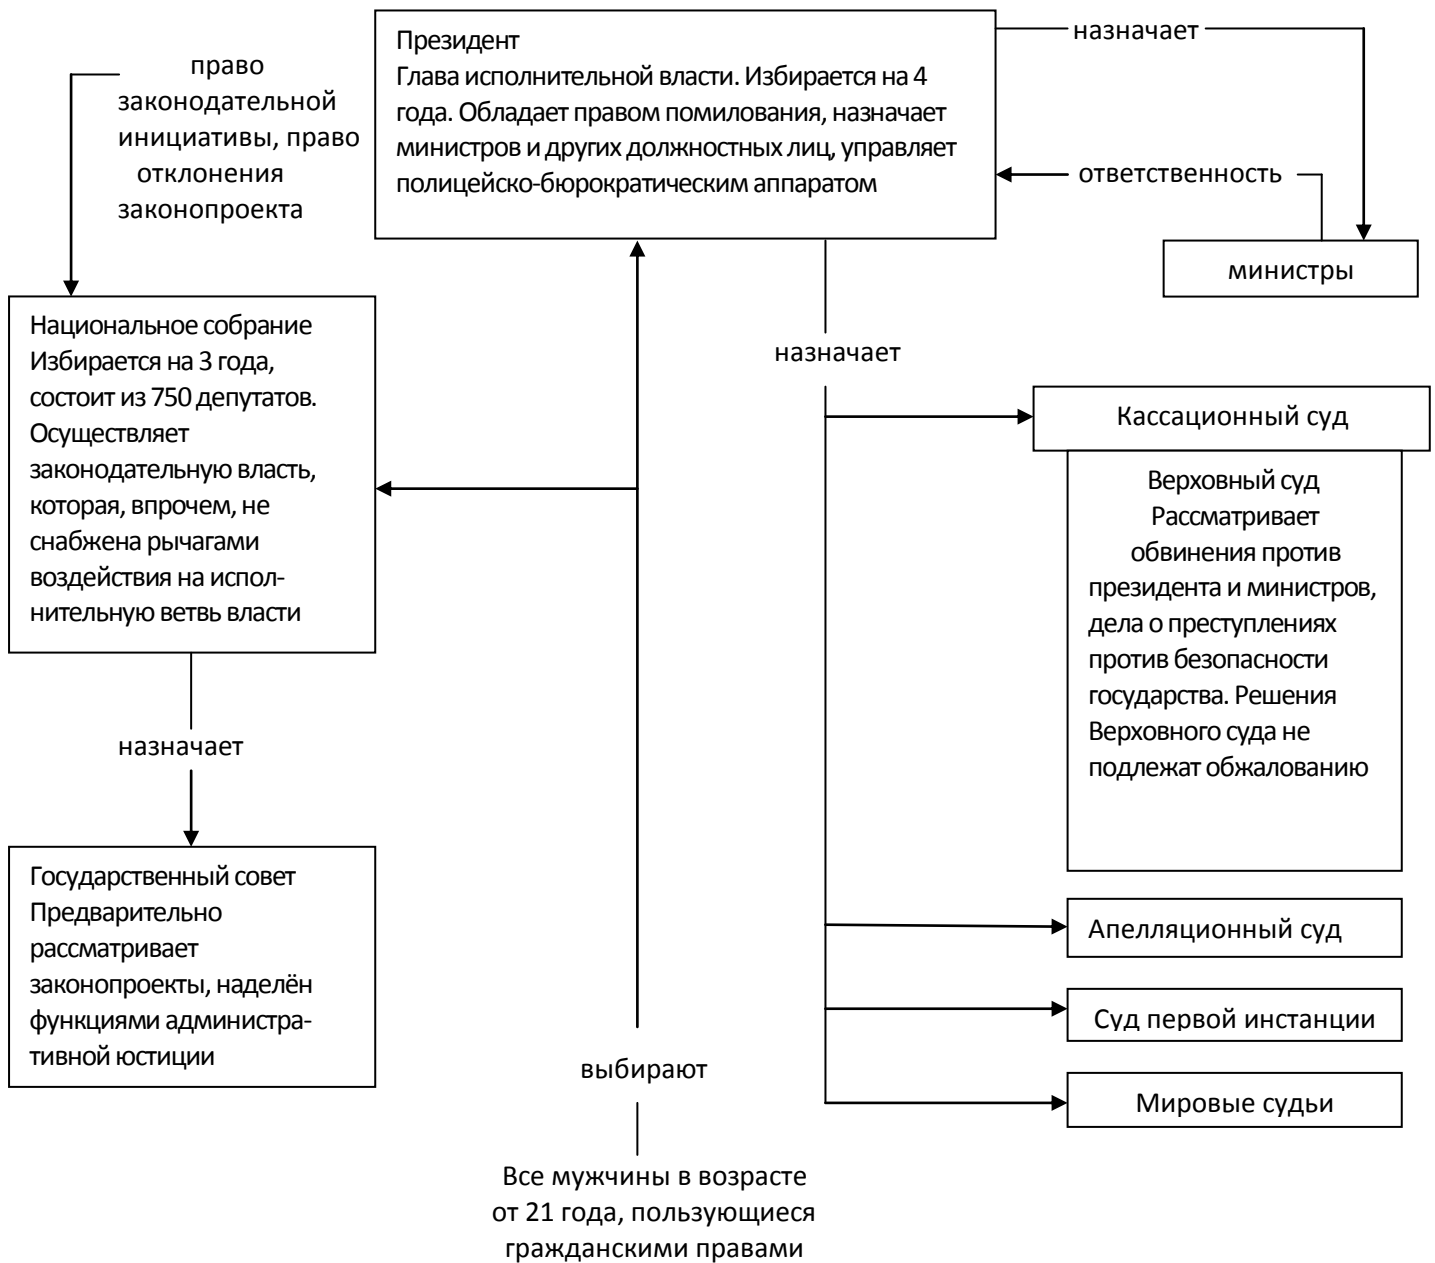 Президент
Глава исполнительной власти. Избирается на 4
года. Обладает правом помилования, назначает
министров и других должностных лиц, управляет
полицейско-бюрократическим аппаратом
назначает
ответственность
министры
право
законодательной
инициативы, право
отклонения
законопроекта
Национальное собрание
Избирается на 3 года,
состоит из 750 депутатов.
Осуществляет
законодательную власть,
которая, впрочем, не
снабжена рычагами
воздействия на испол-
нительную ветвь власти
назначает
Государственный совет
Предварительно
рассматривает
законопроекты, наделён
функциями администра-
тивной юстиции
назначает
Кассационный суд
Верховный суд
Рассматривает
обвинения против
президента и министров,
дела о преступлениях
против безопасности
государства. Решения
Верховного суда не
подлежат обжалованию
Апелляционный суд
Суд первой инстанции
Мировые судьи
выбирают
Все мужчины в возрасте
от 21 года, пользующиеся
гражданскими правами